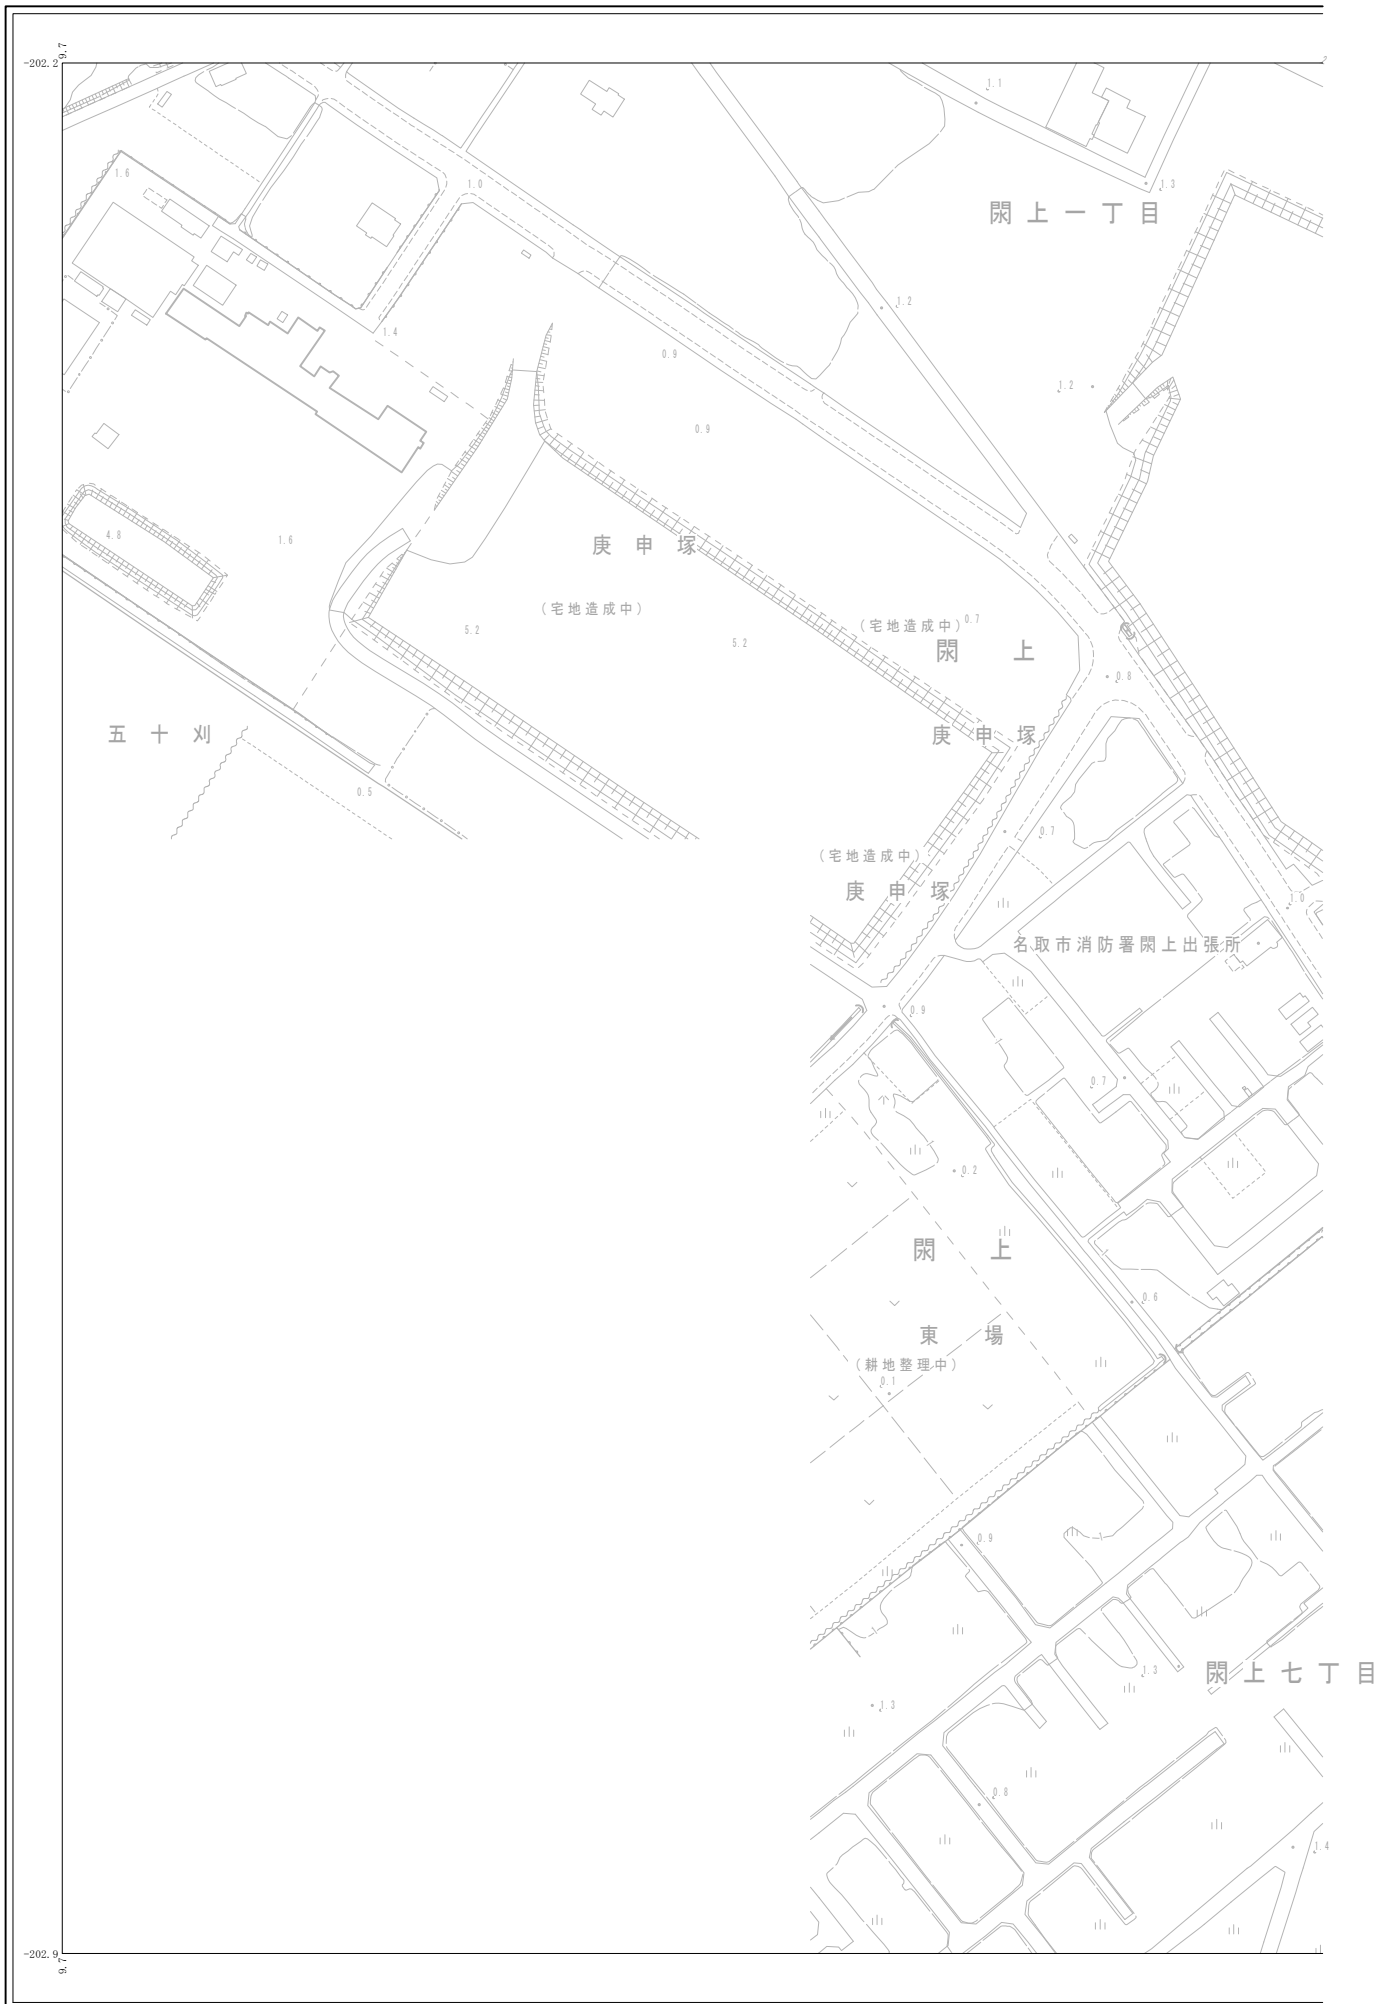 9.7
-202.2
1.1
1.6
1.0
1.3
閖上一丁目
1.2
1.4
0.9
1.2
0.9
4.8
1.6
庚申塚
(宅地造成中)
5.2
5.2
(宅地造成中)
0.7
閖上
0.8
五十刈
庚申塚
0.5
0.7
(宅地造成中)
庚申塚
1.0
名取市消防署閖上出張所
0.9
0.7
0.2
閖上
0.6
東場
(耕地整理中)
0.1
0.9
閖上七丁目
1.3
1.3
0.8
1.4
-202.9
9.7